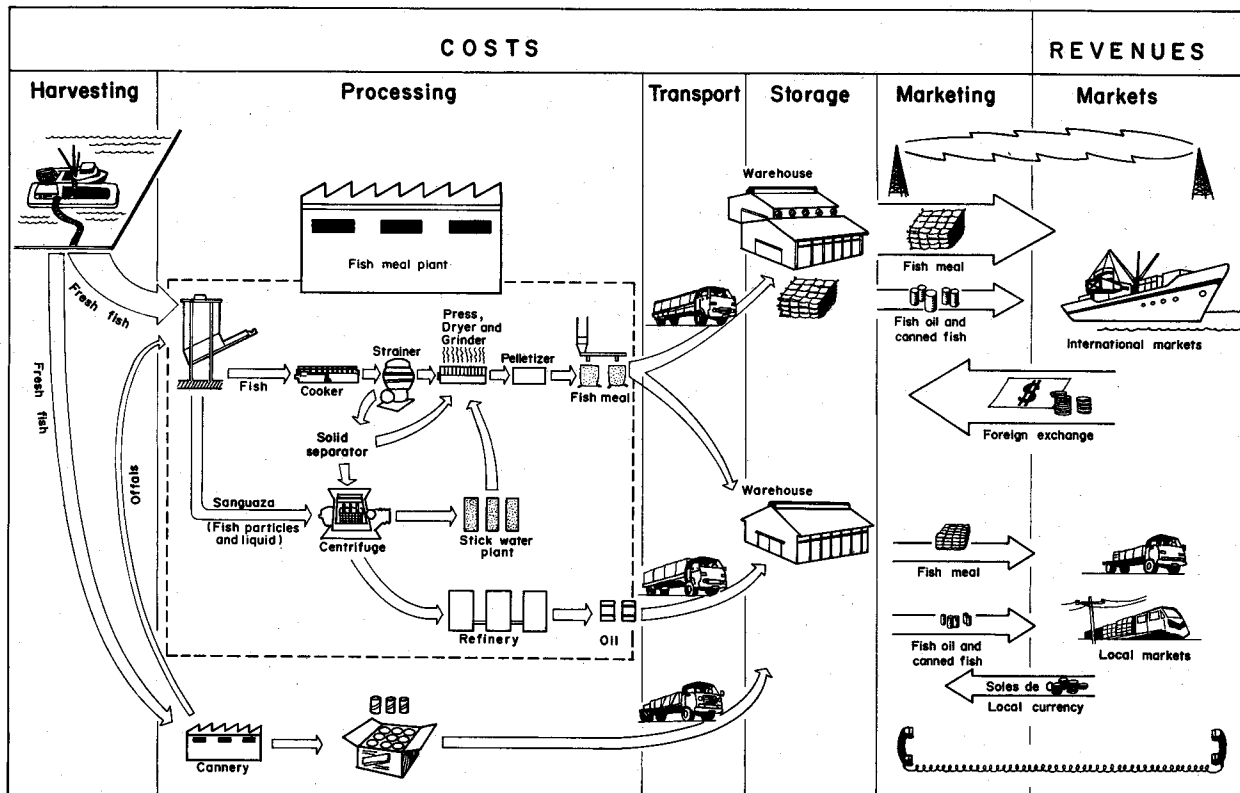 COSTS
REVENUES
Harvesting
Processing
Transport
Storage
Marketing
Markets
Warehouse
Fish meal plant
Fish meal
Fresh fish
Fish oil and
canned fish
International markets
Press,
Dryer and
Grinder
Strainer
Pelletizer
Fish
Cooker
Fish meal
$
Foreign exchange
Fresh fish
Offals
Solid
separator
Sanguaza
(Fish particles
and liquid)
Centrifuge
Stick water
plant
Warehouse
Fish meal
Refinery
Oil
Fish oil and
canned fish
Local markets
Soles de
Local currency
Cannery